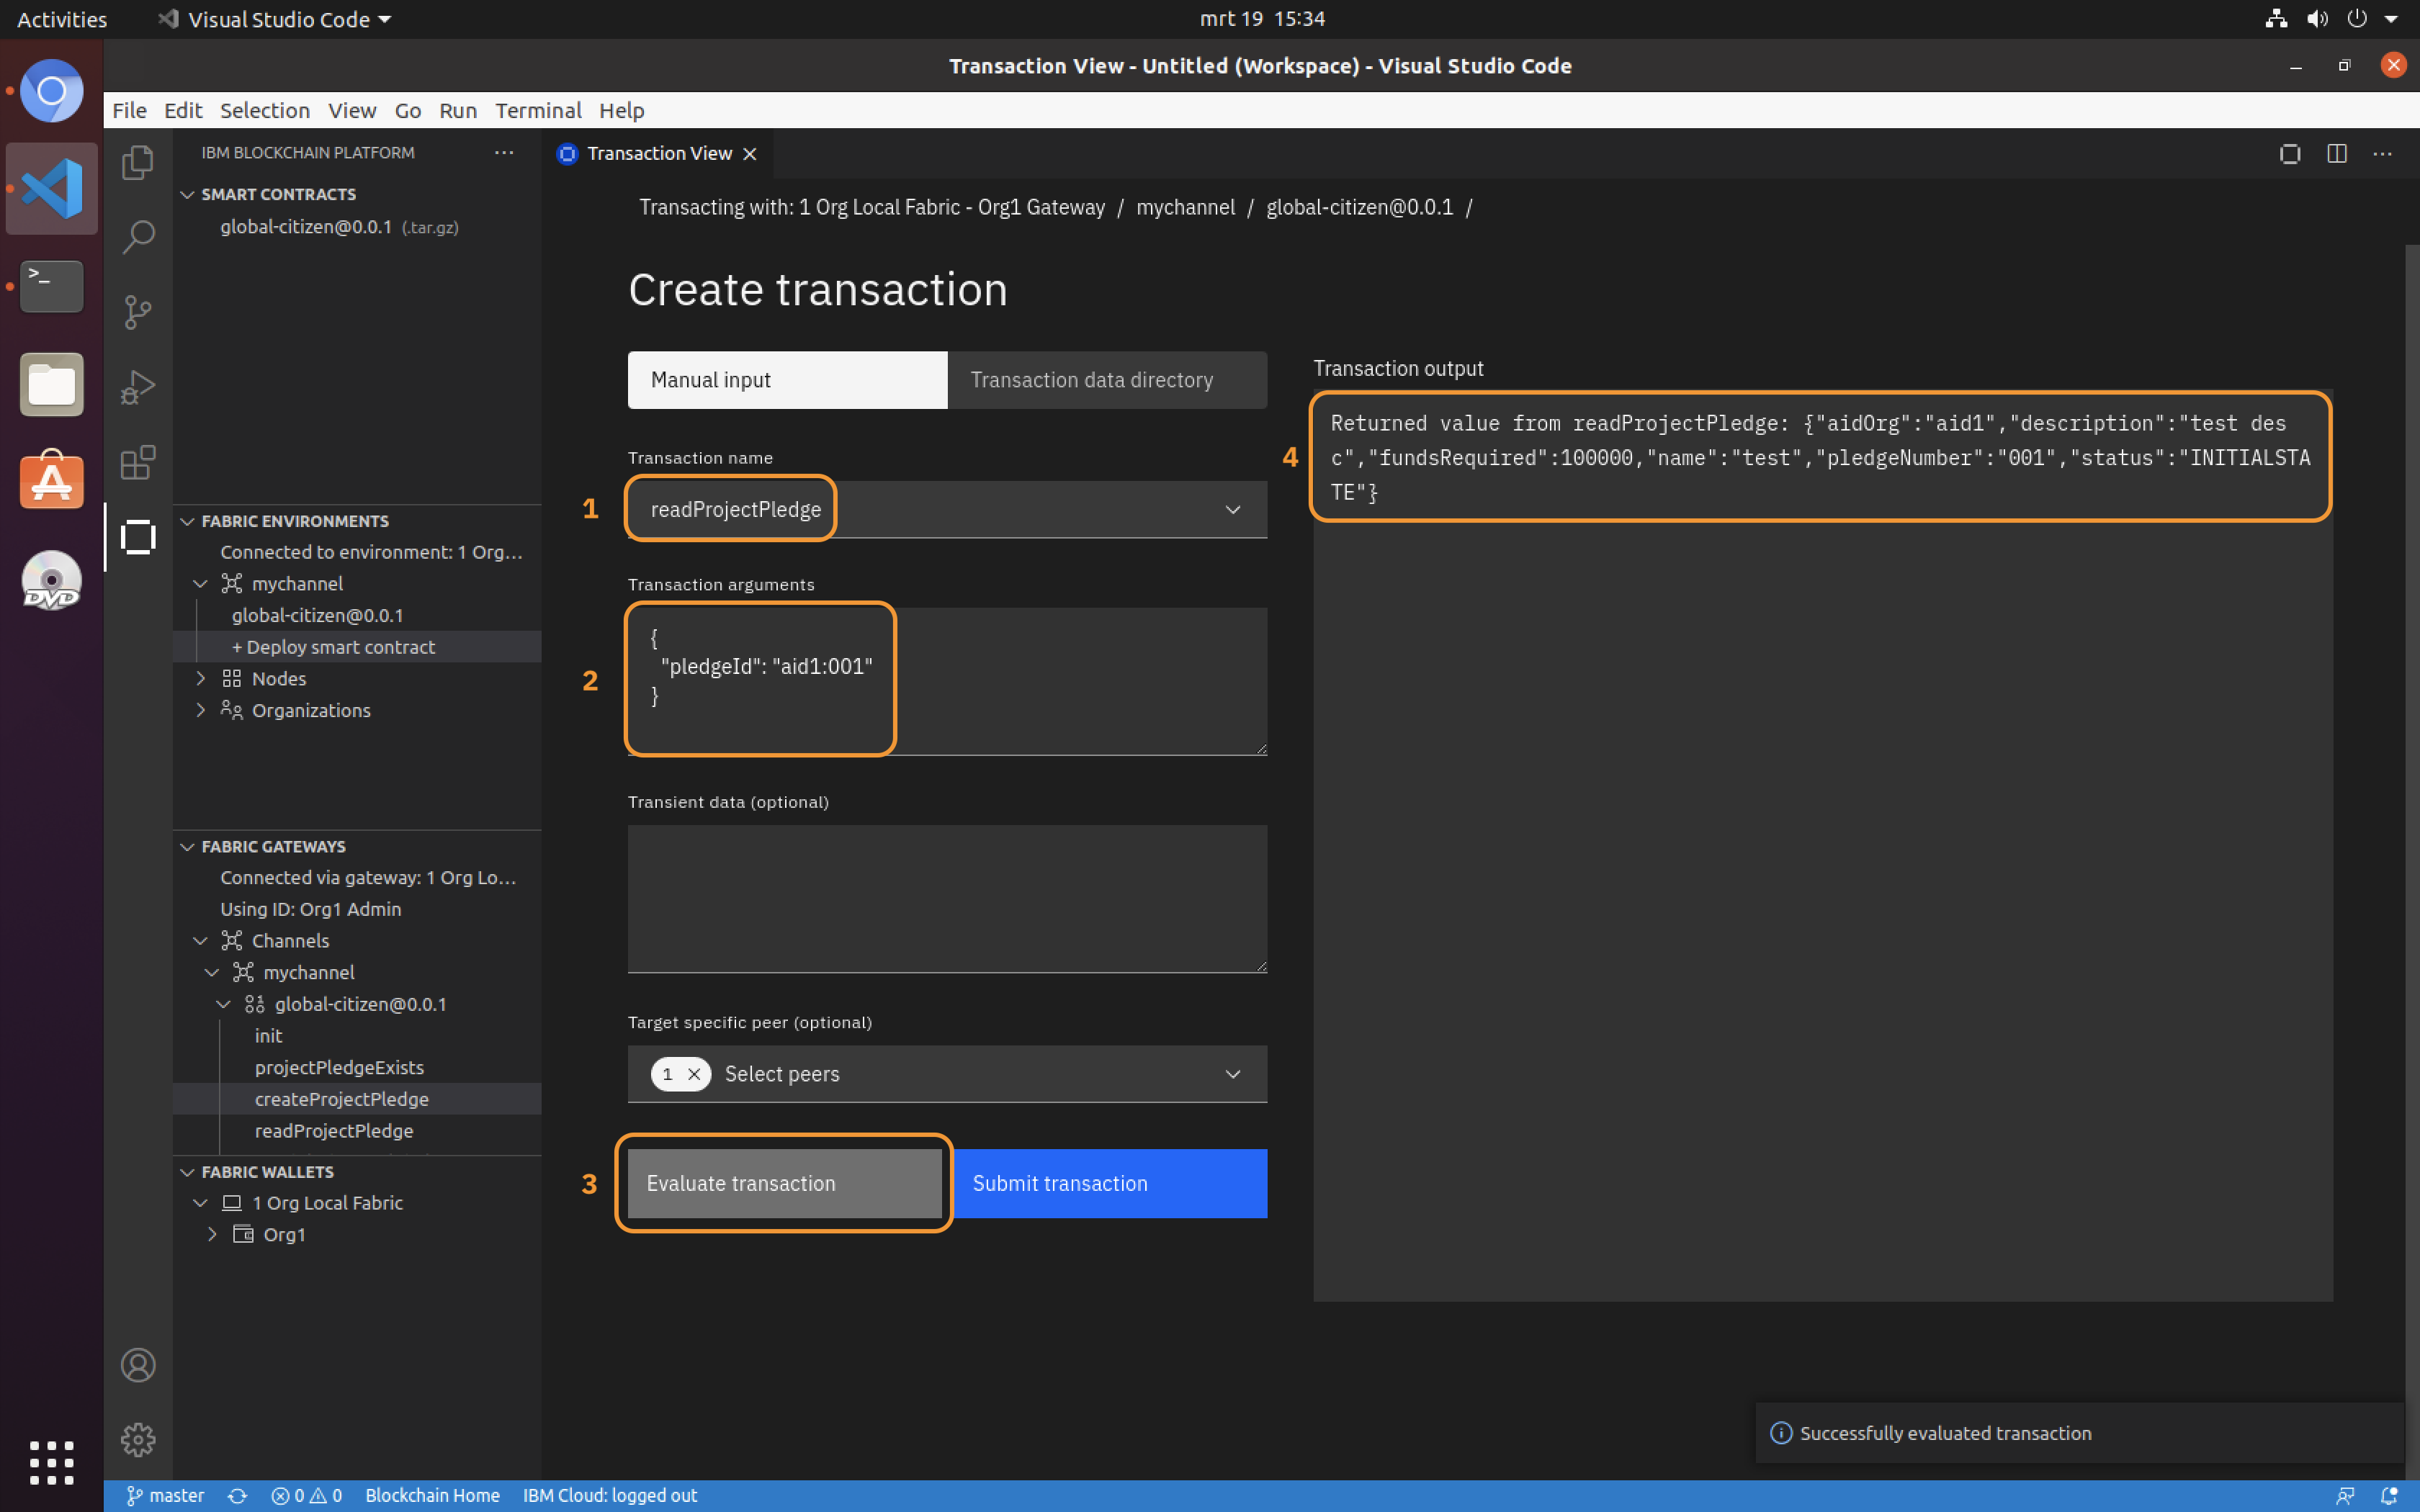 Activities
Visual Studio Code
mrt 19 15:34
Transaction View - Untitled (Workspace) - Visual Studio Code
File Edit Selection View Go Run Terminal Help
IBM BLOCKCHAIN PLATFORM
SMART CONTRACTS
global-citizen@0.0.1 (.tar.gz)
FABRIC ENVIRONMENTS
Connected to environment: 1 Org...
mychannel
global-citizen@0.0.1
+ Deploy smart contract
Nodes
Organizations
FABRIC GATEWAYS
Connected via gateway: 1 Org Lo...
Using ID: Org1 Admin
Channels
mychannel
global-citizen@0.0.1
init
projectPledgeExists
createProjectPledge
readProjectPledge
FABRIC WALLETS
1 Org Local Fabric
Org1
Transaction View
Transacting with: 1 Org Local Fabric - Org1 Gateway / mychannel / global-citizen@0.0.1 /
Create transaction
Manual input
Transaction data directory
Transaction name
1
readProjectPledge
Transaction arguments
2
{
"pledgeId": "aid1:001"
}
Transient data (optional)
Target specific peer (optional)
1 Select peers
3
Evaluate transaction
Submit transaction
Transaction output
4
Returned value from readProjectPledge: {"aidOrg":"aid1","description":"test des
c","fundsRequired":100000,"name":"test","pledgeNumber":"001","status":"INITIALSTA
TE"}
Successfully evaluated transaction
DVD
master
0 0
Blockchain Home
IBM Cloud: logged out